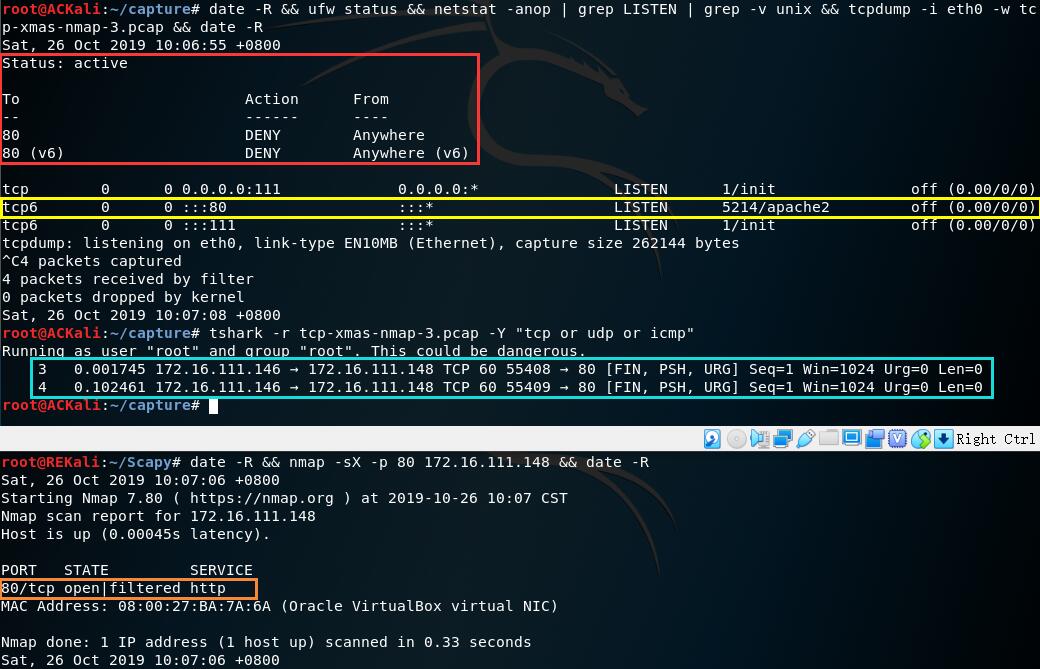 root@ACKali:~/capture# date -R && ufw status && netstat -anop | grep LISTEN | grep -v unix && tcpdump -i eth0 -w tc
p-xmas-nmap-3.pcap && date -R
Sat, 26 Oct 2019 10:06:55 +0800
Status: active
To                         Action      From
--                         ------      ----
80                         DENY        Anywhere
80 (v6)                    DENY        Anywhere (v6)
tcp        0      0 0.0.0.0:111             0.0.0.0:*               LISTEN      1/init               off (0.00/0/0)
tcp6       0      0 :::80                   :::*                    LISTEN      5214/apache2         off (0.00/0/0)
tcp6       0      0 :::111                  :::*                    LISTEN      1/init               off (0.00/0/0)
tcpdump: listening on eth0, link-type EN10MB (Ethernet), capture size 262144 bytes
^C4 packets captured
4 packets received by filter
0 packets dropped by kernel
Sat, 26 Oct 2019 10:07:08 +0800
root@ACKali:~/capture# tshark -r tcp-xmas-nmap-3.pcap -Y "tcp or udp or icmp"
Running as user "root" and group "root". This could be dangerous.
3   0.001745 172.16.111.146 → 172.16.111.148 TCP 60 55408 → 80 [FIN, PSH, URG] Seq=1 Win=1024 Urg=0 Len=0
4   0.102461 172.16.111.146 → 172.16.111.148 TCP 60 55409 → 80 [FIN, PSH, URG] Seq=1 Win=1024 Urg=0 Len=0
root@ACKali:~/capture#
Right Ctrl
root@REKali:~/Scapy# date -R && nmap -sX -p 80 172.16.111.148 && date -R
Sat, 26 Oct 2019 10:07:06 +0800
Starting Nmap 7.80 ( https://nmap.org ) at 2019-10-26 10:07 CST
Nmap scan report for 172.16.111.148
Host is up (0.00045s latency).
PORT   STATE         SERVICE
80/tcp open|filtered http
MAC Address: 08:00:27:BA:7A:6A (Oracle VirtualBox virtual NIC)
Nmap done: 1 IP address (1 host up) scanned in 0.33 seconds
Sat, 26 Oct 2019 10:07:06 +0800